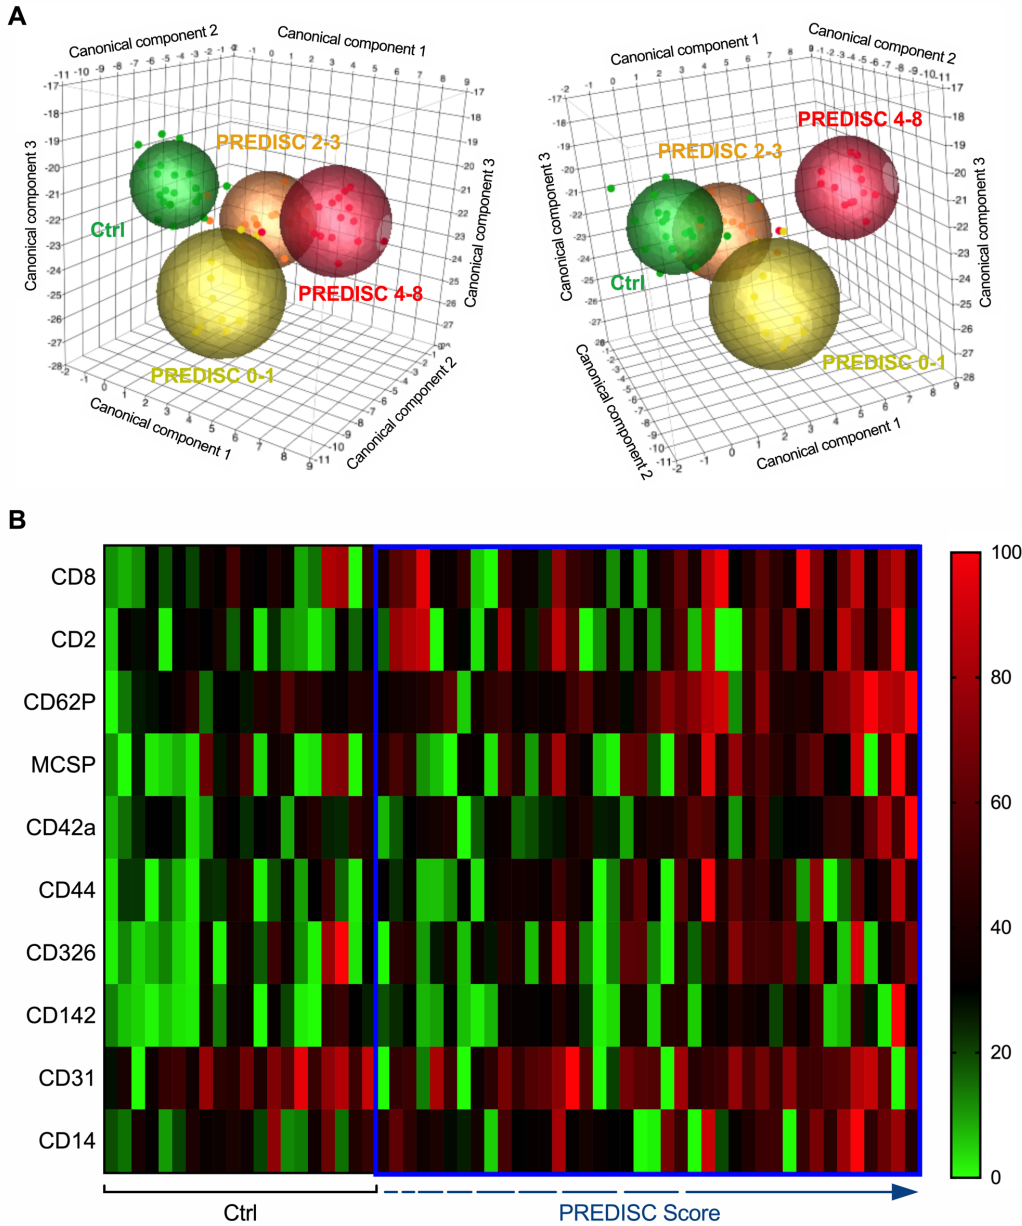 A
Canonical component 2
Canonical component 1
Canonical component 1
Canonical component 2
PREDISC 2-3
PREDISC 4-8
PREDISC 2-3
Canonical component 3
Canonical component 3
Canonical component 3
Canonical component 3
Ctrl
PREDISC 4-8
Ctrl
PREDISC 0-1
PREDISC 0-1
Canonical component 1
Canonical component 2
Canonical component 2
Canonical component 1
B
CD8
CD2
CD62P
MCSP
CD42a
CD44
CD326
CD142
CD31
CD14
100
80
60
40
20
0
Ctrl
PREDISC Score